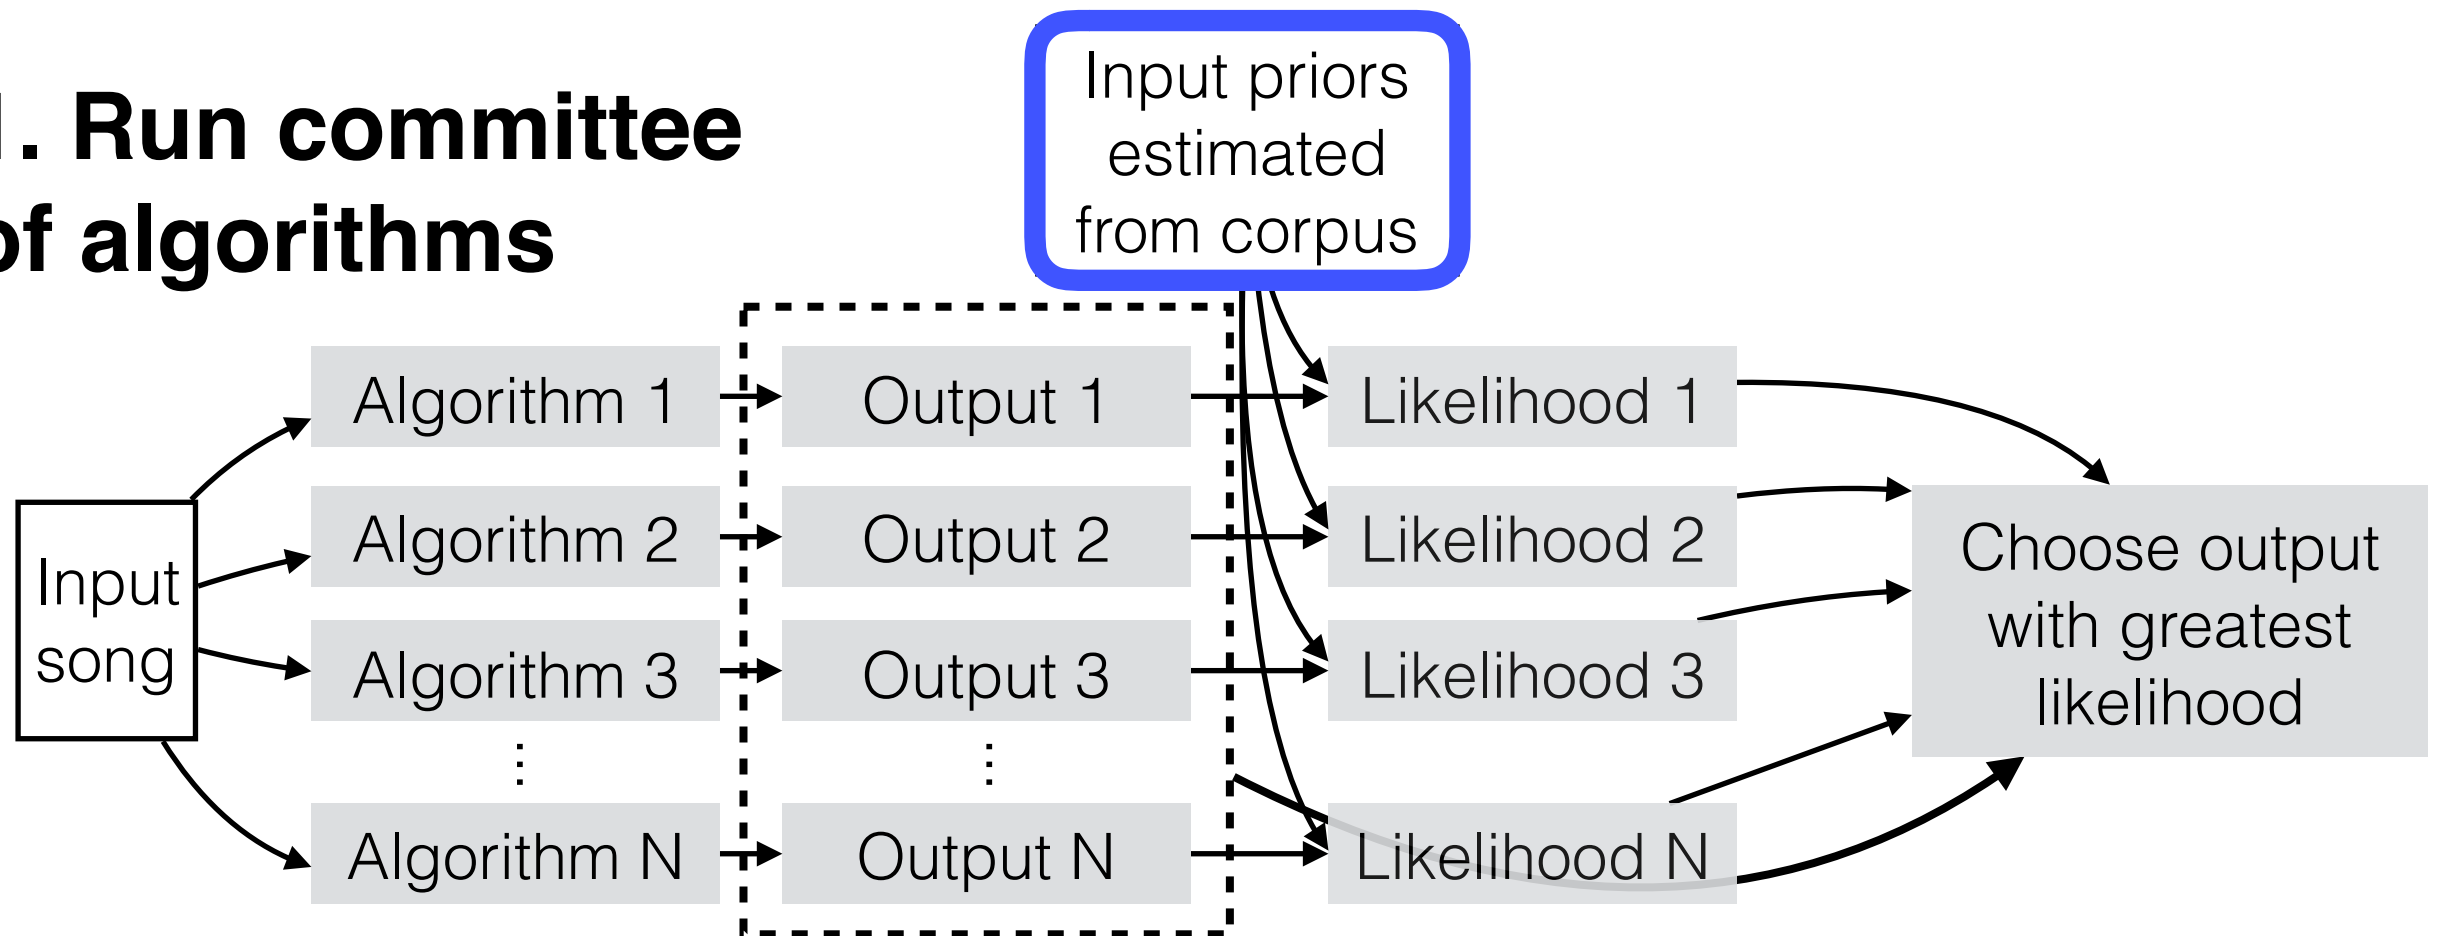 1. Run committee
of algorithms
Input priors
estimated
from corpus
Input
song
Algorithm 1
Output 1
Likelihood 1
Algorithm 2
Output 2
Likelihood 2
Algorithm 3
Output 3
Likelihood 3
⋮
⋮
Algorithm N
Output N
Likelihood N
Choose output
with greatest
likelihood